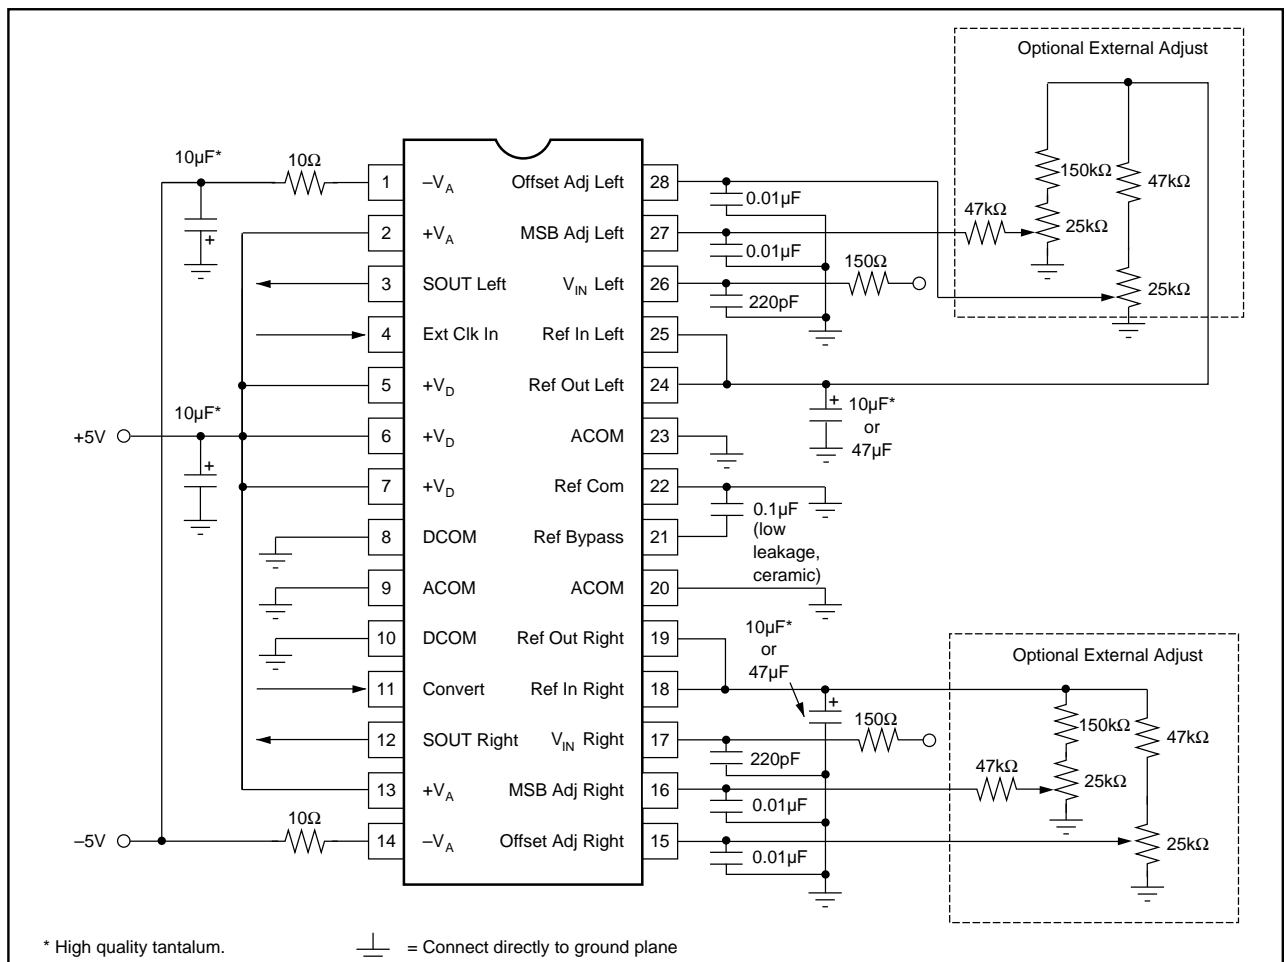 Optional External Adjust
10µF*
10Ω
1
–VA
Offset Adj Left
28
0.01µF
150kΩ
47kΩ
2
+VA
MSB Adj Left
27
0.01µF
47kΩ
25kΩ
3
SOUT Left
VIN Left
26
150Ω
220pF
25kΩ
4
Ext Clk In
Ref In Left
25
5
+VD
Ref Out Left
24
+
10µF*
or
47µF
10µF*
+5V
6
+VD
ACOM
23
+
7
+VD
Ref Com
22
0.1µF
(low
leakage,
ceramic)
8
DCOM
Ref Bypass
21
9
ACOM
ACOM
20
10
DCOM
Ref Out Right
19
10µF*
or
47µF
Optional External Adjust
11
Convert
Ref In Right
18
+
150kΩ
47kΩ
12
SOUT Right
VIN Right
17
150Ω
220pF
47kΩ
25kΩ
13
+VA
MSB Adj Right
16
0.01µF
–5V
10Ω
14
–VA
Offset Adj Right
15
0.01µF
25kΩ
+
* High quality tantalum.
= Connect directly to ground plane